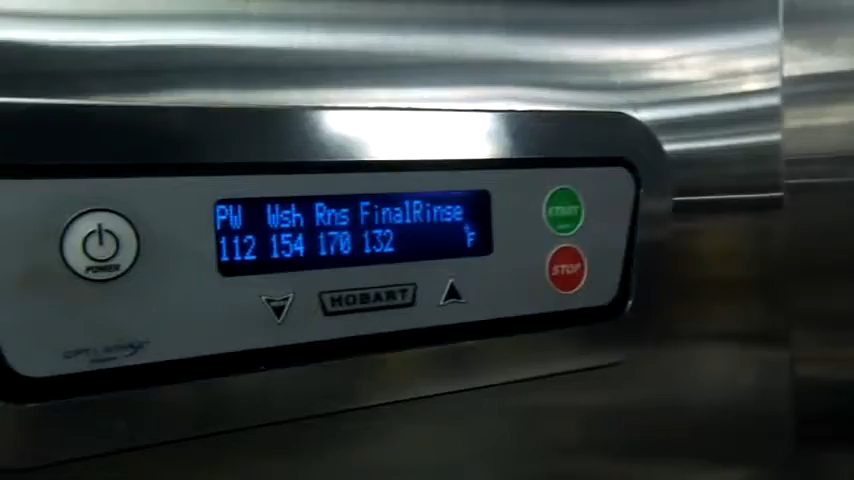 PW Wsh Rns FinalRinse
112 154 170 132 °F
POWER
START
STOP
HOBART